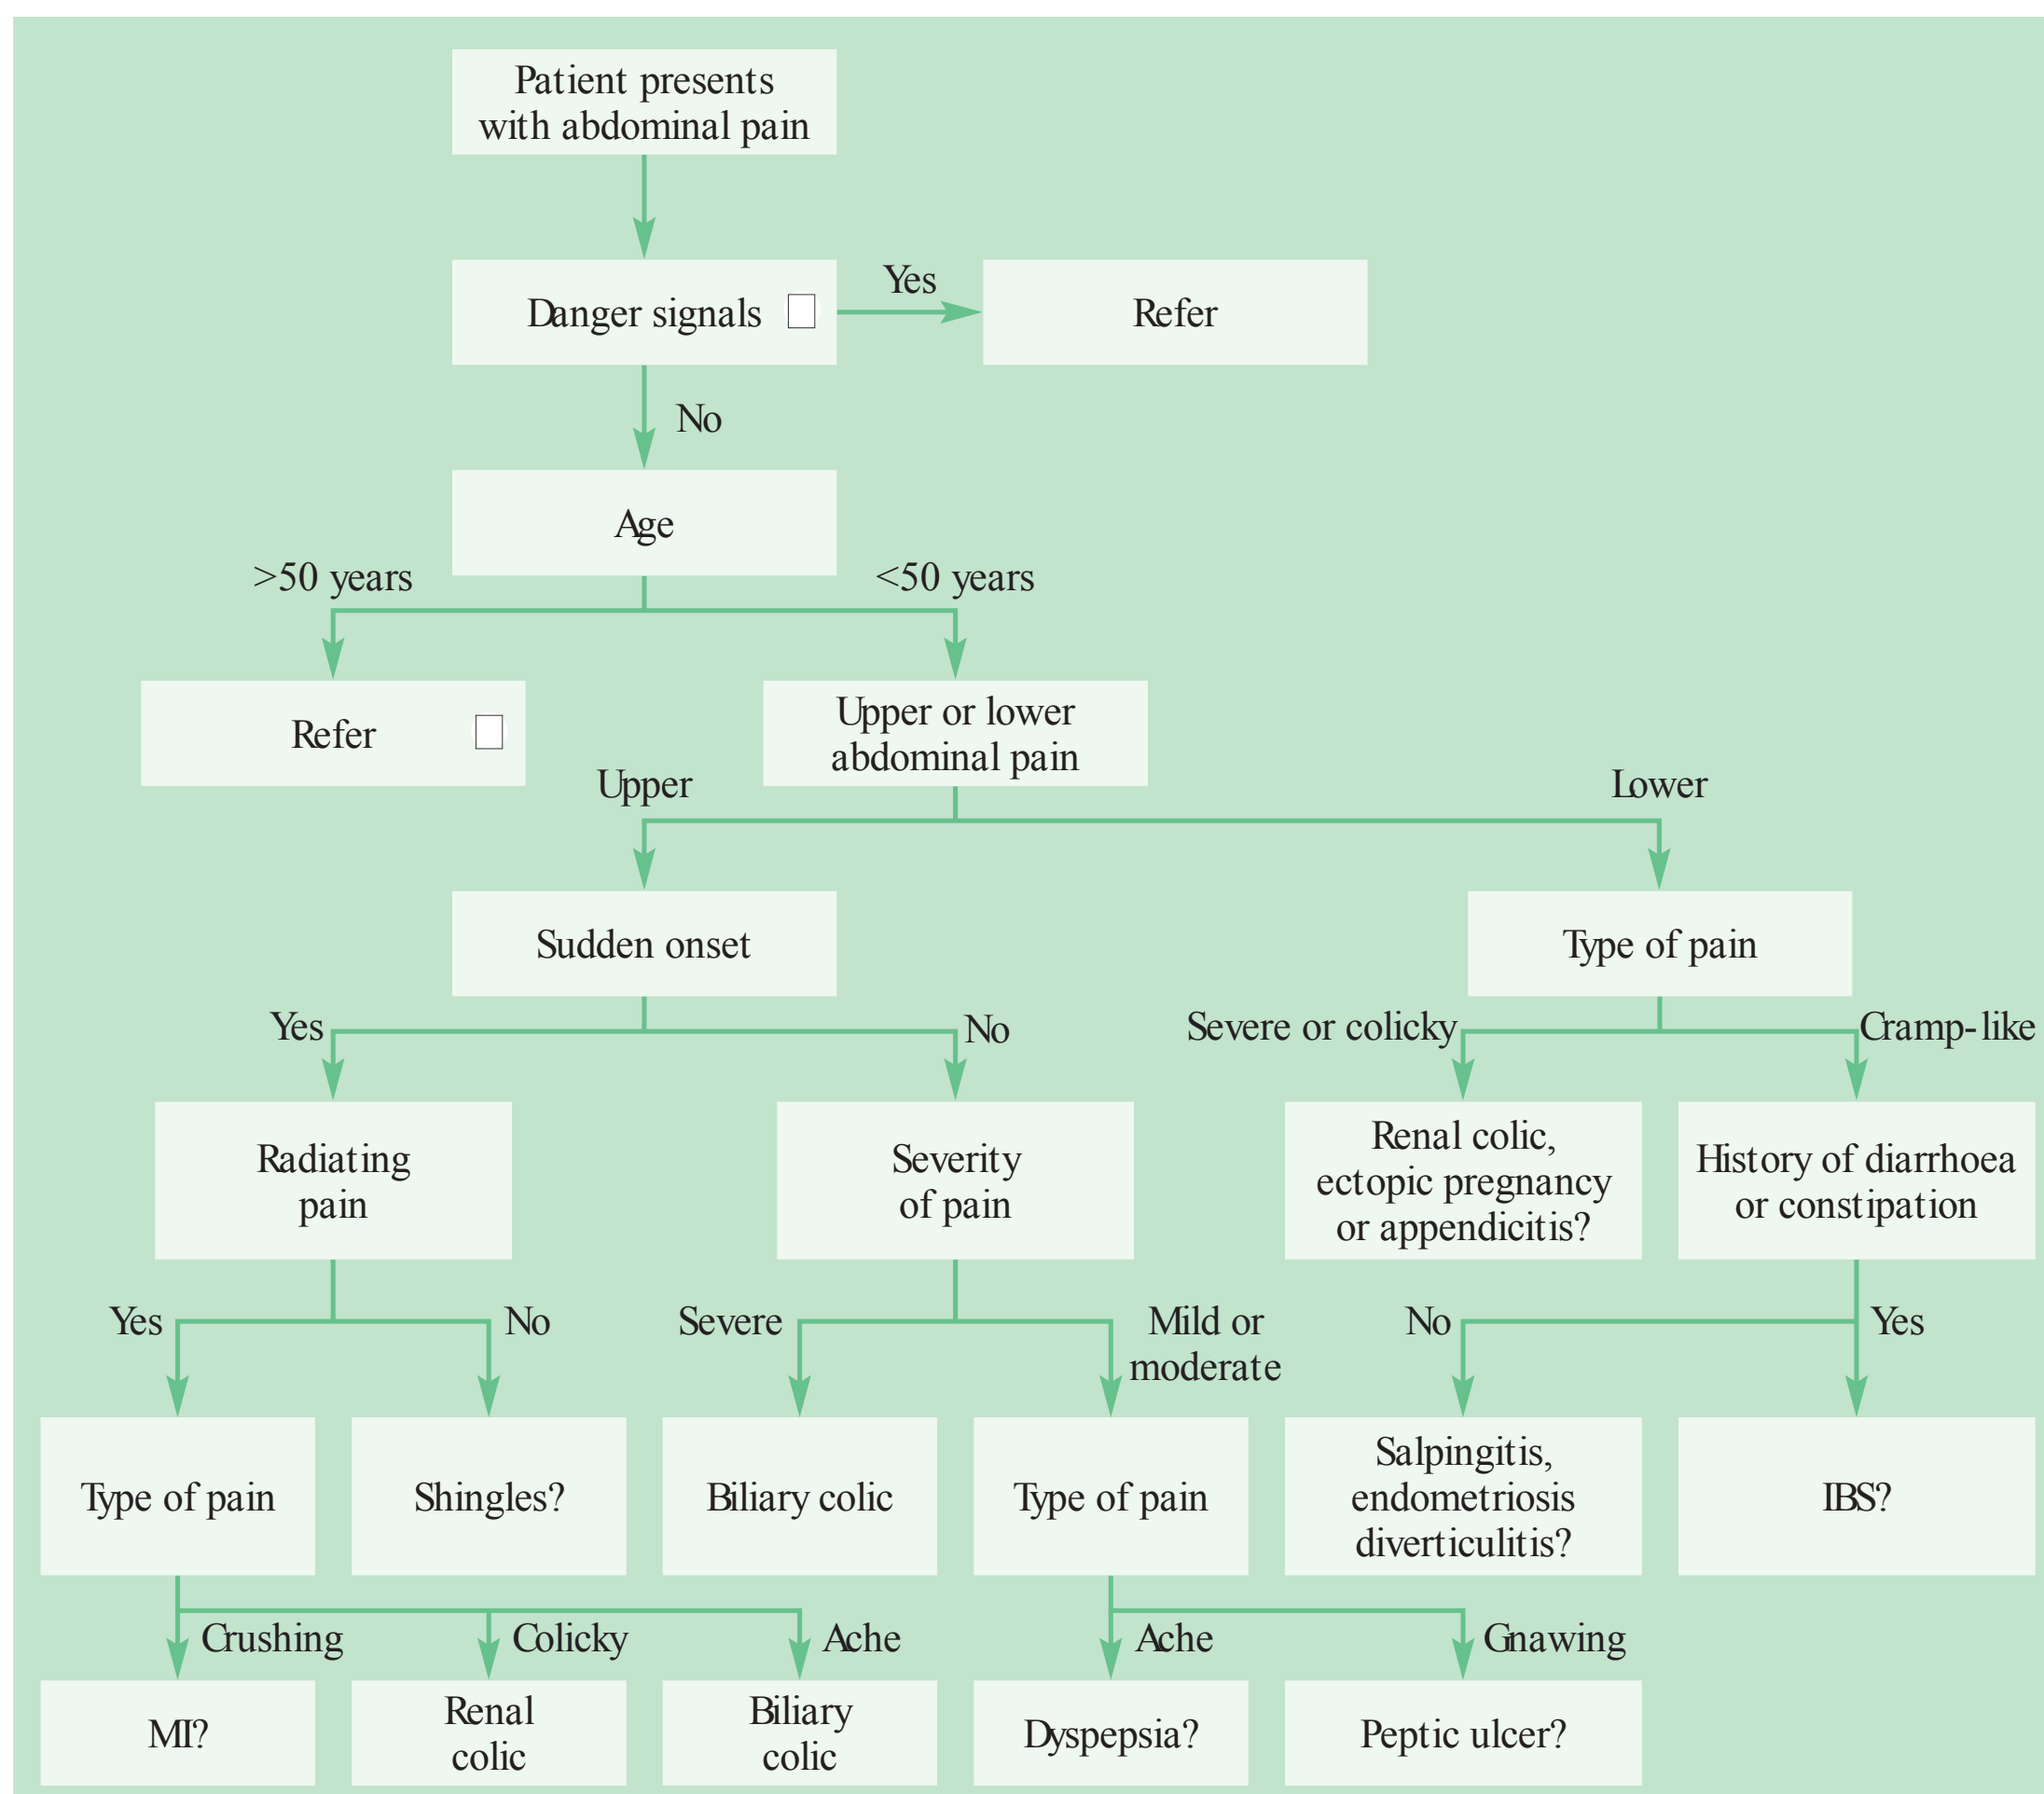 Patient presents
with abdominal pain
Danger signals
Yes
Refer
No
Age
>50 years
<50 years
Refer
Upper or lower
abdominal pain
Upper
Lower
Sudden onset
Type of pain
Yes
No
Severe or colicky
Cramp-like
Radiating
pain
Severity
of pain
Renal colic,
ectopic pregnancy
or appendicitis?
History of diarrhoea
or constipation
Yes
No
Severe
Mild or
moderate
No
Yes
Type of pain
Shingles?
Biliary colic
Type of pain
Salpingitis,
endometriosis
diverticulitis?
IBS?
Crushing
Colicky
Ache
Ache
Gnawing
MI?
Renal
colic
Biliary
colic
Dyspepsia?
Peptic ulcer?